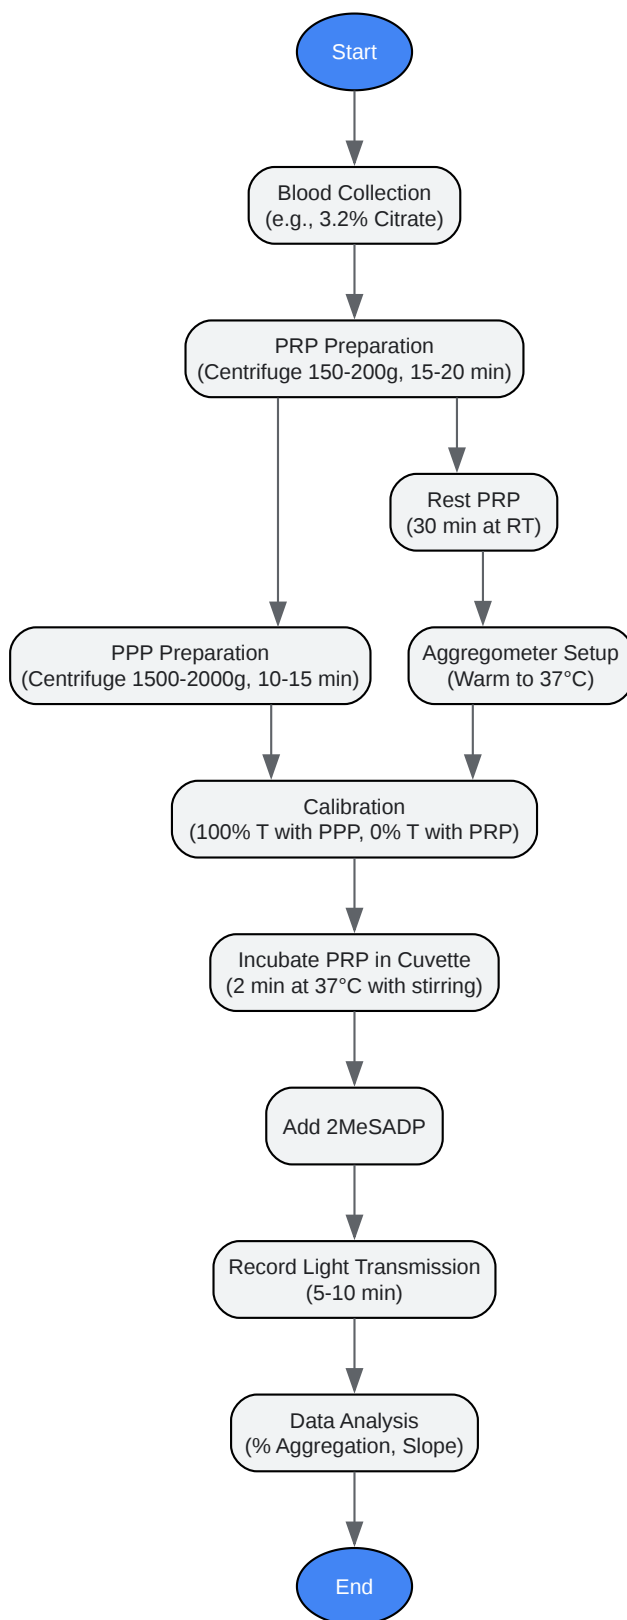 Start
Blood Collection
(e.g., 3.2% Citrate)
PRP Preparation
(Centrifuge 150-200g, 15-20 min)
Rest PRP
(30 min at RT)
PPP Preparation
(Centrifuge 1500-2000g, 10-15 min)
Aggregometer Setup
(Warm to 37°C)
Calibration
(100% T with PPP, 0% T with PRP)
Incubate PRP in Cuvette
(2 min at 37°C with stirring)
Add 2MeSADP
Record Light Transmission
(5-10 min)
Data Analysis
(% Aggregation, Slope)
End